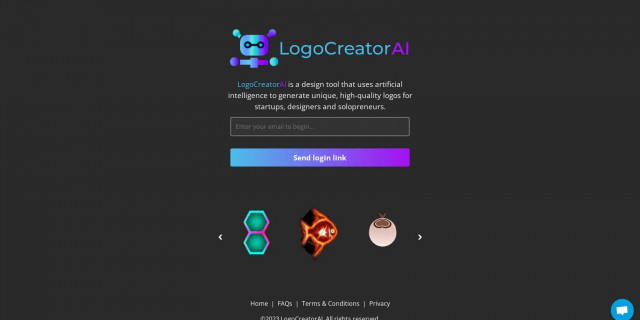 LogoCreatorAI
LogoCreatorAI is a design tool that uses artificial
intelligence to generate unique, high-quality logos for
startups, designers and solopreneurs.
Enter your email to begin...
Send login link
Home | FAQs | Terms & Conditions | Privacy
©2023 LogoCreatorAI. All rights reserved